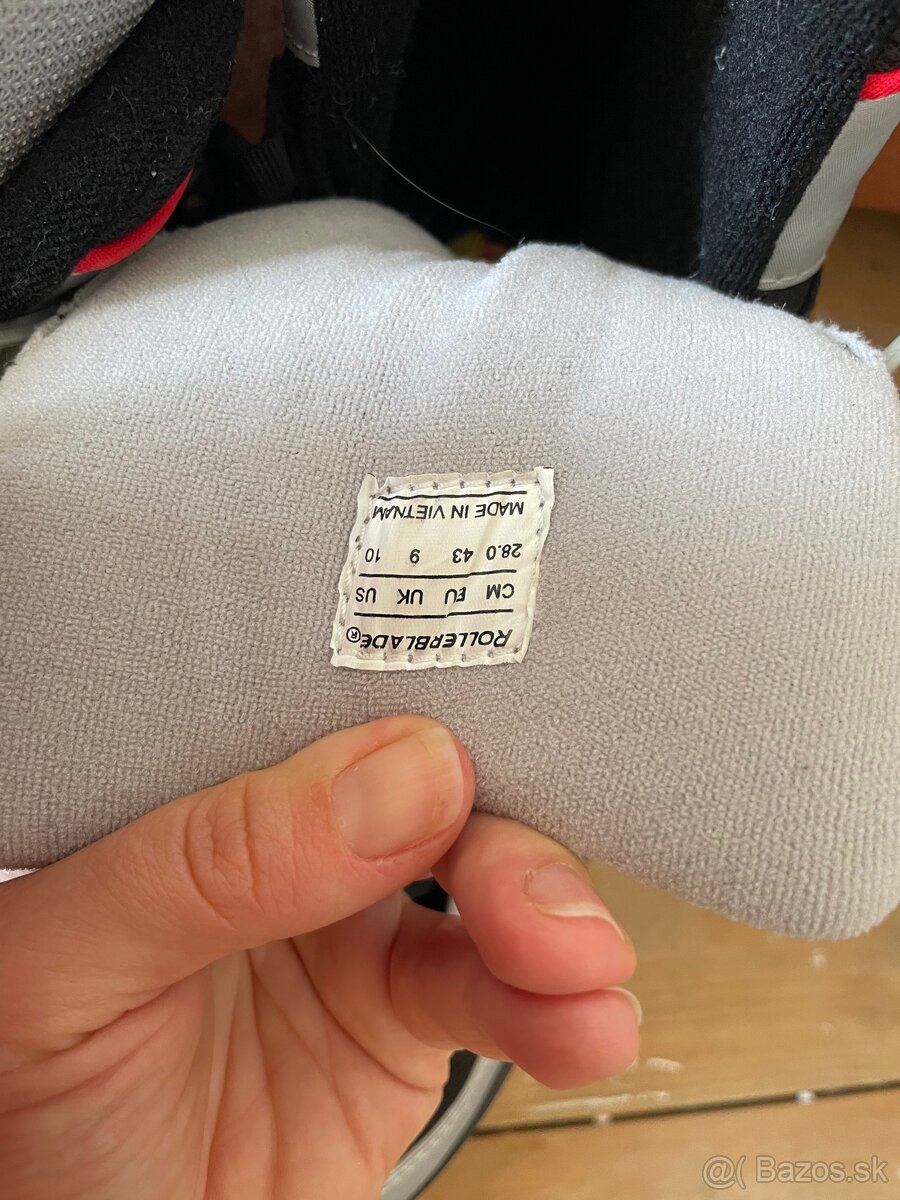 ROLLERBLADE®
CM EU UK US
28.0 43 9 10
MADE IN VIETNAM
@( Bazos.sk